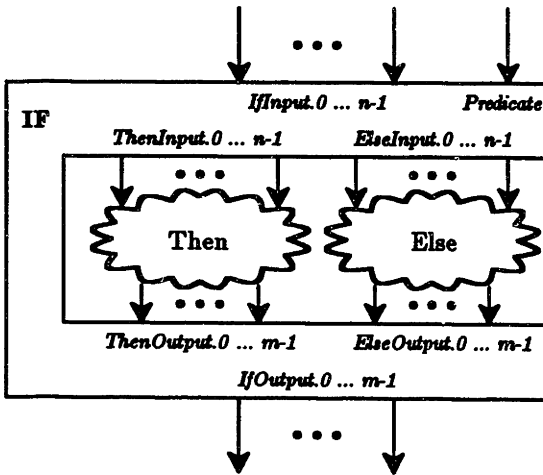 IfInput.0 ... n-1 Predicate
IF
ThenInput.0 ... n-1 ElseInput.0 ... n-1
Then Else
ThenOutput.0 ... m-1 ElseOutput.0 ... m-1
IfOutput.0 ... m-1